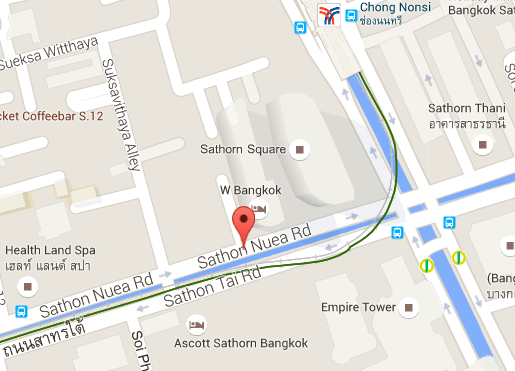 Chong Nonsi
ช่องนนทรี
Bangkok Sat
Sueksa Witthaya
Suksavithaya Alley
cket Coffeebar S.12
Sathorn Thani
อาคารสาธรธานี
Sathorn Square
W Bangkok
Sathon Nuea Rd
Health Land Spa
เฮลท์ แลนด์ สปา
Sathon Nuea Rd
Sathon Tai Rd
(Bang
บางก
Empire Tower
ถนนสาทรใต้
Soi Ph
Ascott Sathorn Bangkok